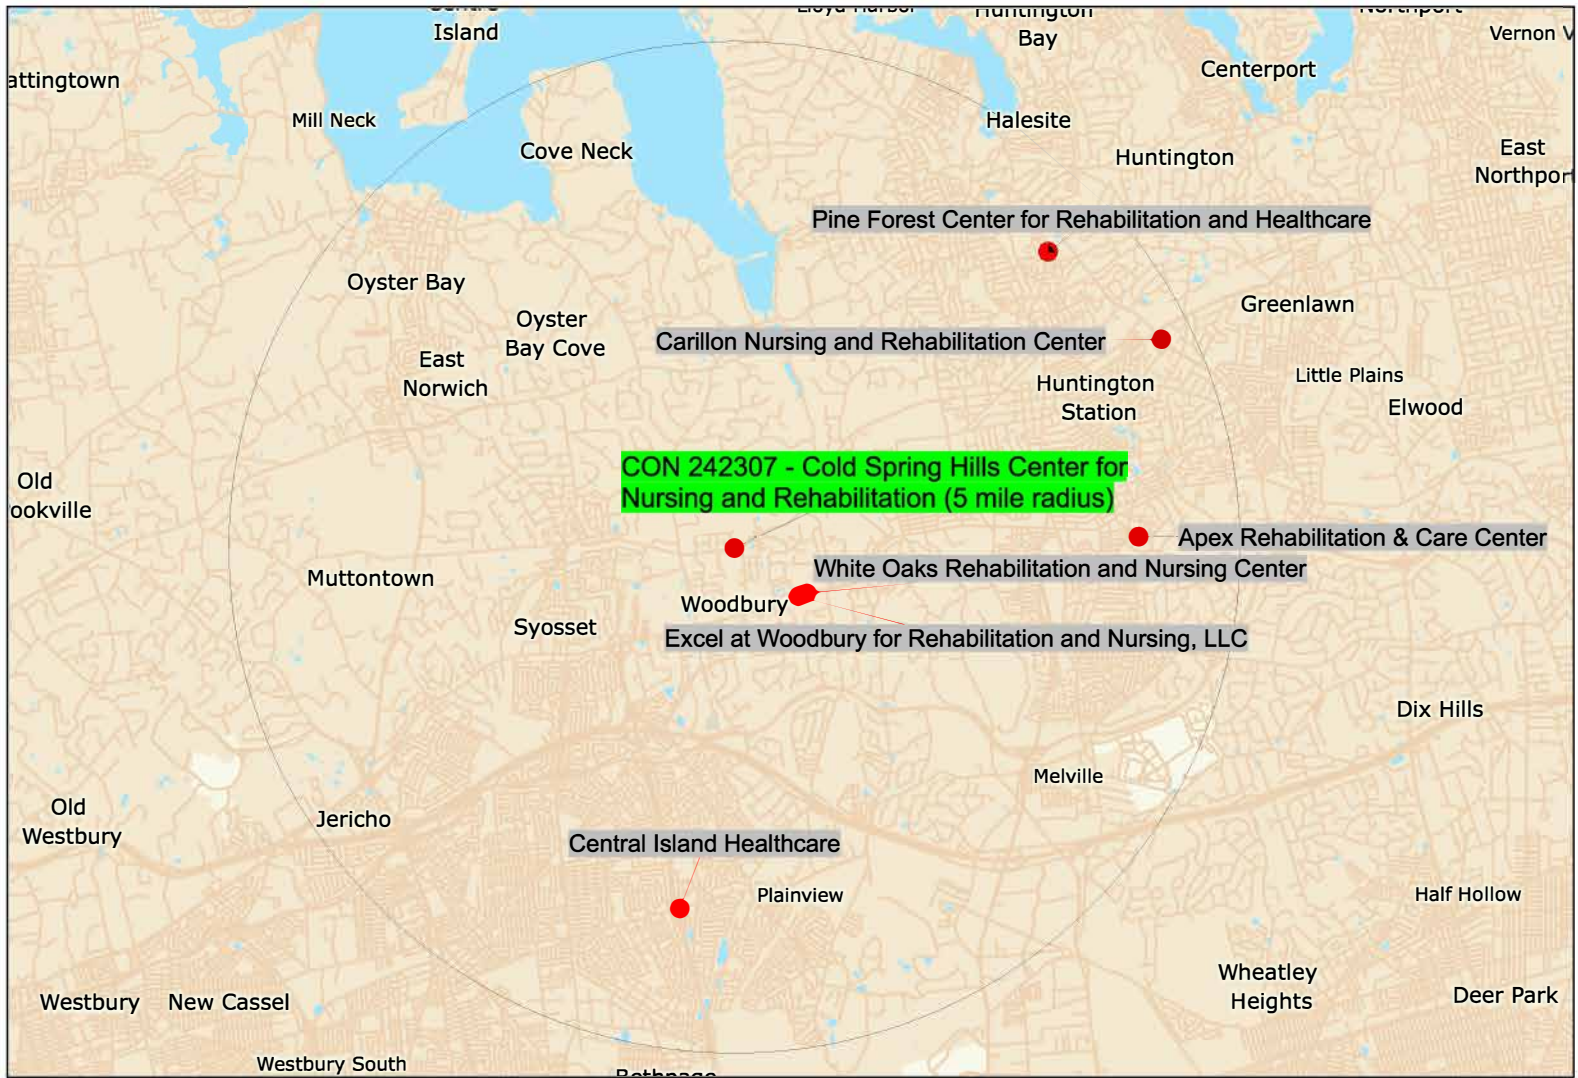 Island
Huntington
Bay
Vernon V
attingtown
Centerport
Mill Neck
Halesite
Cove Neck
Huntington
East
Northport
Pine Forest Center for Rehabilitation and Healthcare
Oyster Bay
Greenlawn
Oyster
Bay Cove
Carillon Nursing and Rehabilitation Center
East
Norwich
Huntington
Station
Little Plains
Elwood
CON 242307 - Cold Spring Hills Center for
Nursing and Rehabilitation (5 mile radius)
Old
ookville
Apex Rehabilitation & Care Center
White Oaks Rehabilitation and Nursing Center
Muttontown
Woodbury
Syosset
Excel at Woodbury for Rehabilitation and Nursing, LLC
Dix Hills
Melville
Old
Westbury
Jericho
Central Island Healthcare
Plainview
Half Hollow
Wheatley
Heights
Westbury
New Cassel
Deer Park
Westbury South